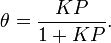 θ = KP / (1 + KP).